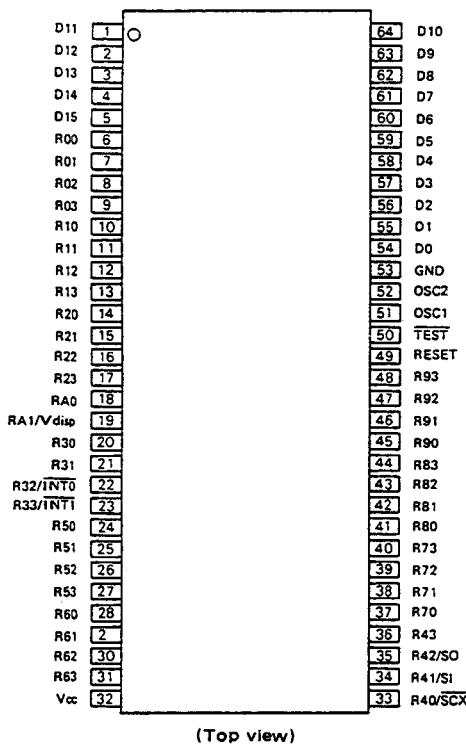 D11 1 64 D10
D12 2 63 D9
D13 3 62 D8
D14 4 61 D7
D15 5 60 D6
R00 6 59 D5
R01 7 58 D4
R02 8 57 D3
R03 9 56 D2
R10 10 55 D1
R11 11 54 D0
R12 12 53 GND
R13 13 52 OSC2
R20 14 51 OSC1
R21 15 50 TEST
R22 16 49 RESET
R23 17 48 R93
RA0 18 47 R92
RA1/Vdisp 19 46 R91
R30 20 45 R90
R31 21 44 R83
R32/INT0 22 43 R82
R33/INT1 23 42 R81
R50 24 41 R80
R51 25 40 R73
R52 26 39 R72
R53 27 38 R71
R60 28 37 R70
R61 2 36 R43
R62 30 35 R42/SO
R63 31 34 R41/SI
Vcc 32 33 R40/SCX
(Top view)